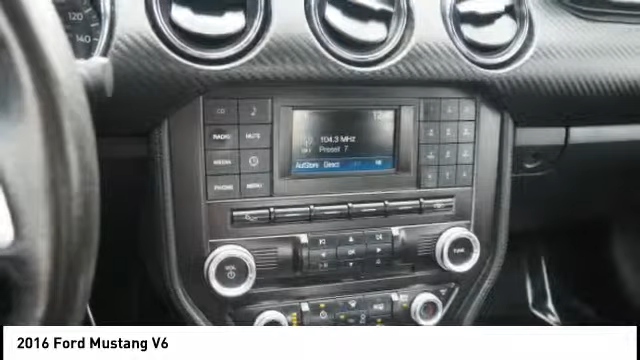 120
140
CD
RADIO
MUTE
MEDIA
PHONE
MENU
104.3 MHz
Preset 7
AutoStore
VOL
TUNE
OK
2016 Ford Mustang V6